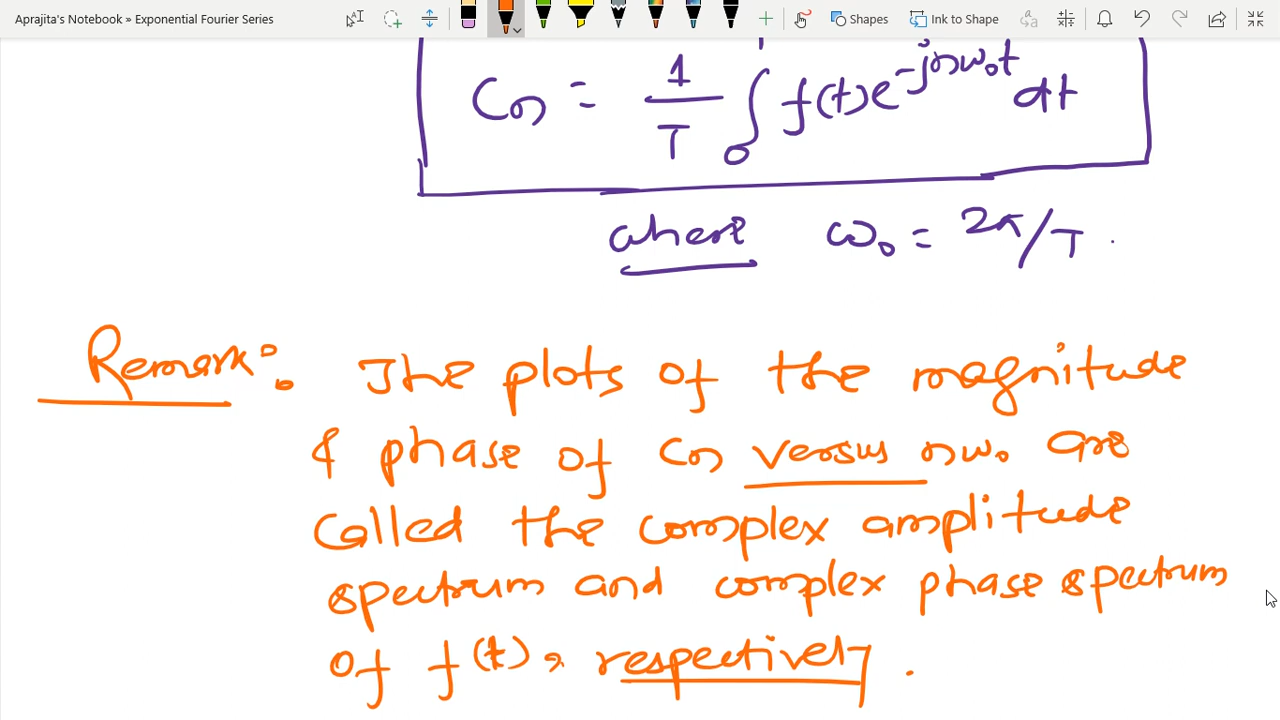 Aprajita's Notebook » Exponential Fourier Series
Shapes
Ink to Shape
Cn = 1/T ∫₀ f(t)e^{-jnω₀t} dt
where ω₀ = 2π/T .
Remark: The plots of the magnitude
& phase of Cn versus nω₀ are
called the complex amplitude
spectrum and complex phase spectrum
of f(t), respectively.